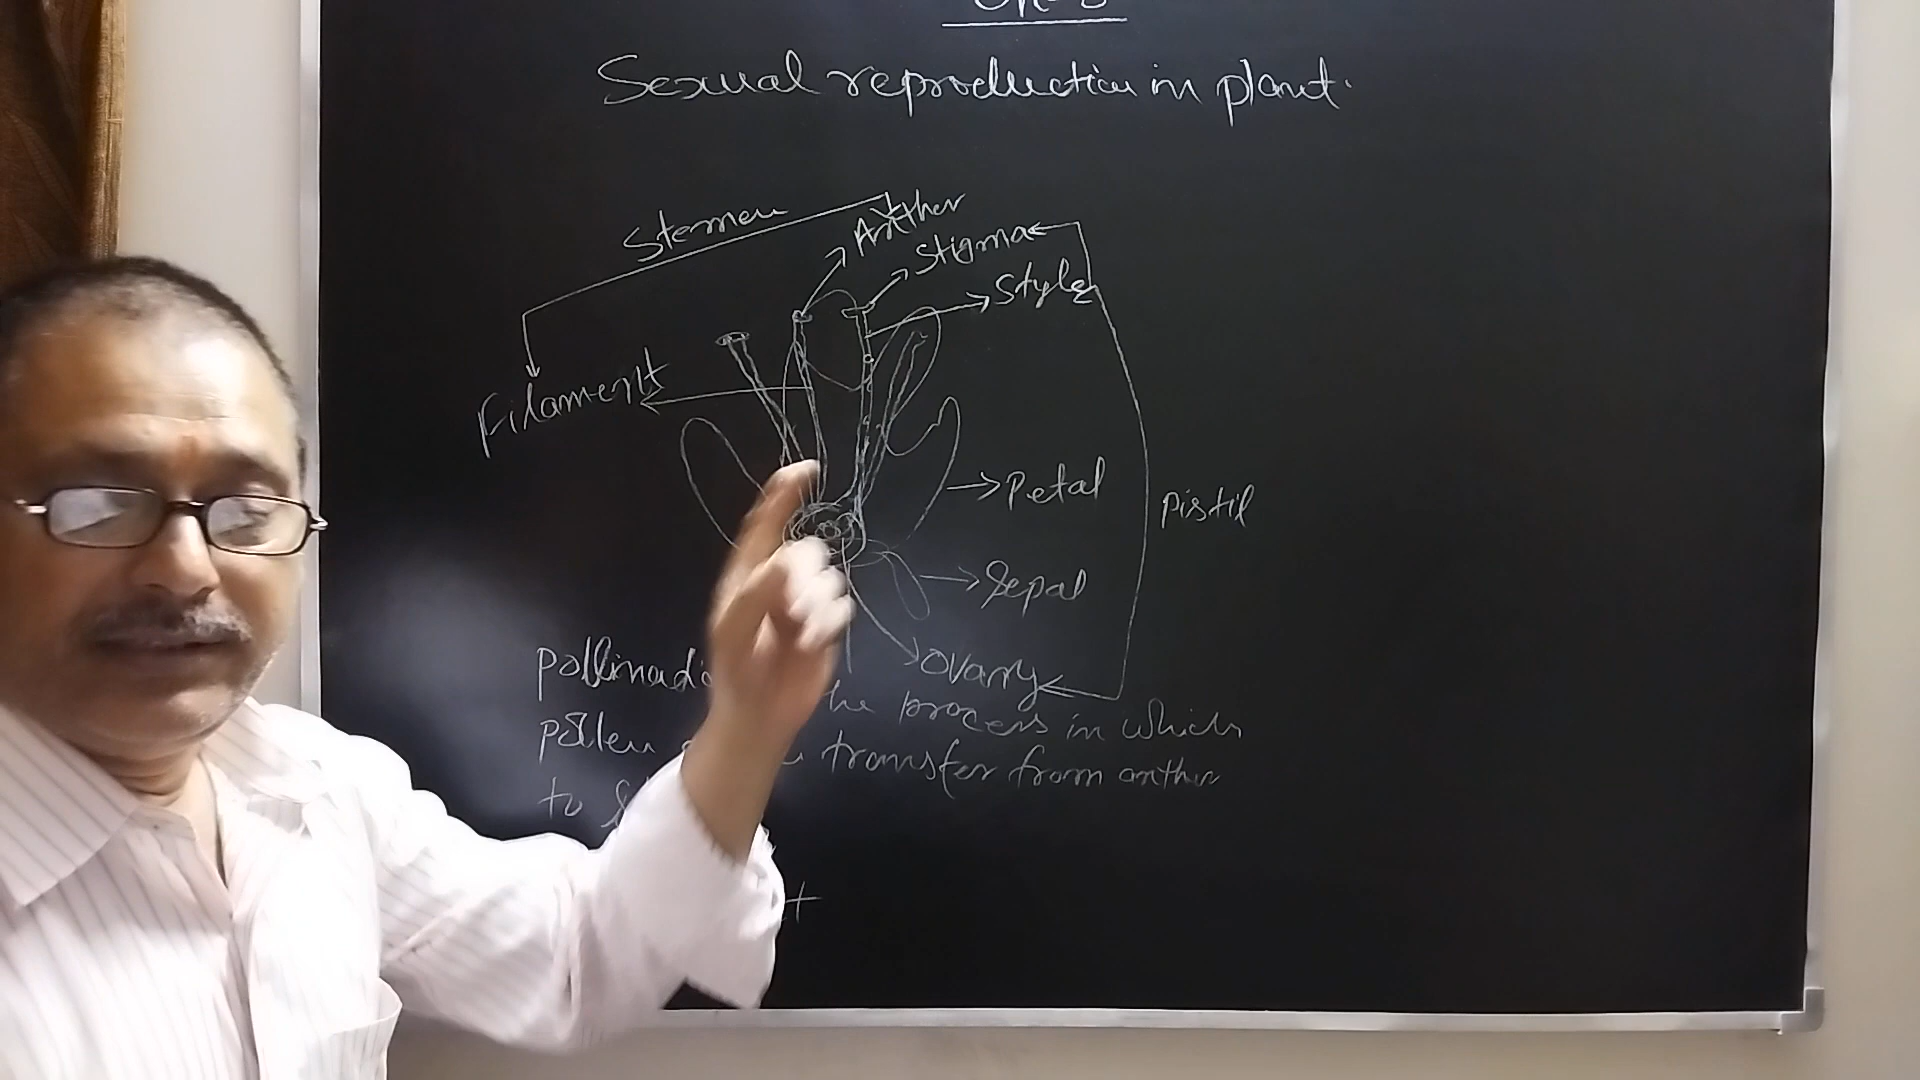 Sexual reproduction in plant.
Stemen
Anther
Stigma
Style
Filament
Petal
Pistil
Sepal
Ovary
the process in which
pollen transfer from anther
to